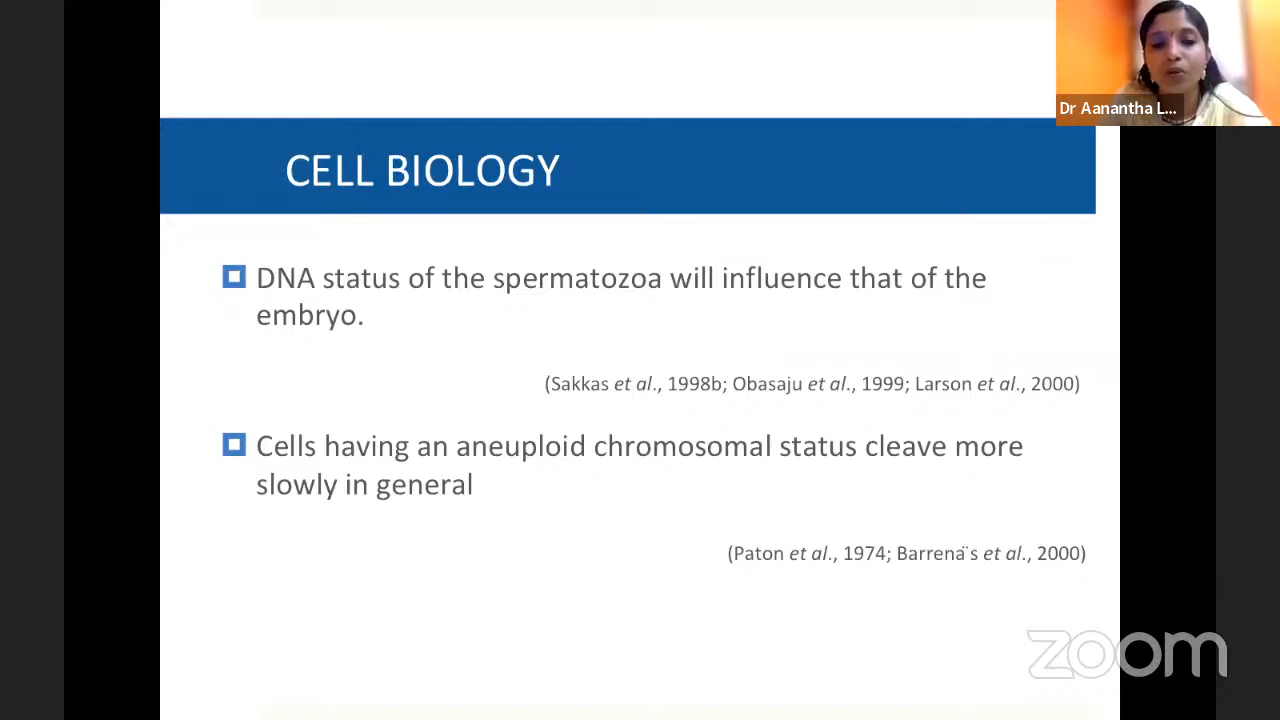 Dr Aanantha L...
CELL BIOLOGY
DNA status of the spermatozoa will influence that of the
embryo.
(Sakkas et al., 1998b; Obasaju et al., 1999; Larson et al., 2000)
Cells having an aneuploid chromosomal status cleave more
slowly in general
(Paton et al., 1974; Barrena ̈s et al., 2000)
zoom